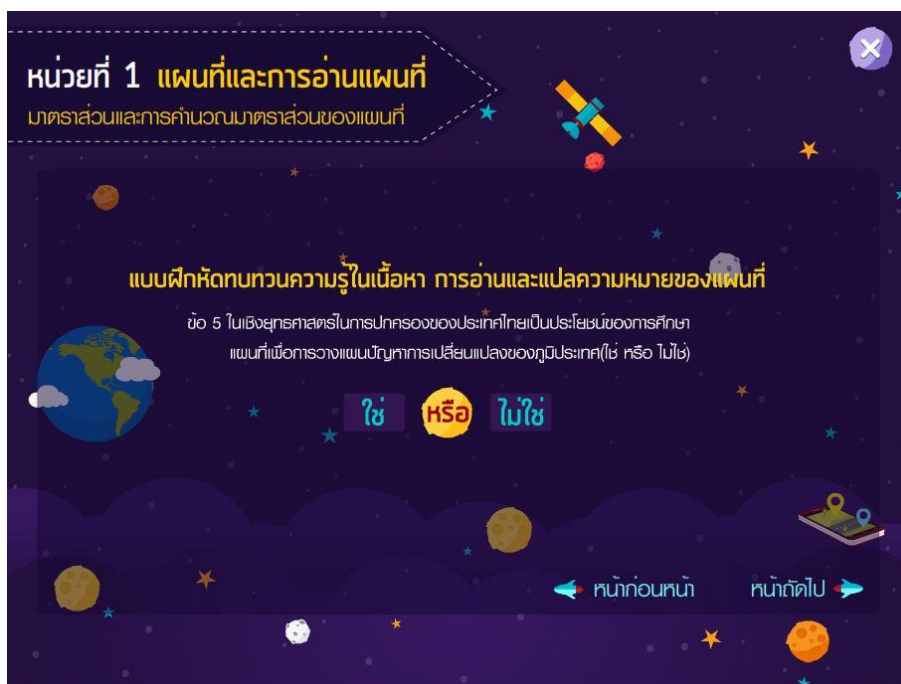 หน่วยที่ 1 แผนที่และการอ่านแผนที่
มาตราส่วนและการคำนวณมาตราส่วนของแผนที่
แบบฝึกหัดทบทวนความรู้ในเนื้อหา การอ่านและแปลความหมายของแผนที่
ข้อ 5 ในเชิงยุทธศาสตร์ในการปกครองของประเทศไทยเป็นประโยชน์ของการศึกษา
แผนที่เพื่อการวางแผนปัญหาการเปลี่ยนแปลงของภูมิประเทศ(ใช่ หรือ ไม่ใช่)
ใช่ หรือ ไม่ใช่
หน้าก่อนหน้า หน้าถัดไป